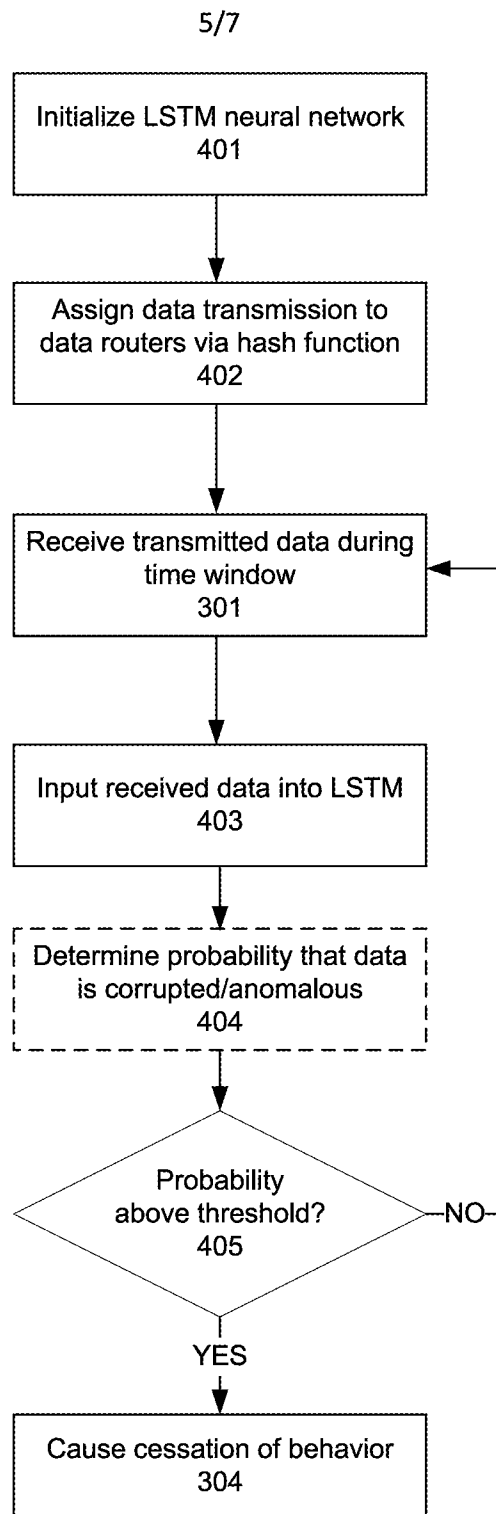 5/7
Initialize LSTM neural network
401
Assign data transmission to
data routers via hash function
402
Receive transmitted data during
time window
301
Input received data into LSTM
403
Determine probability that data
is corrupted/anomalous
404
Probability
above threshold?
405
NO
YES
Cause cessation of behavior
304